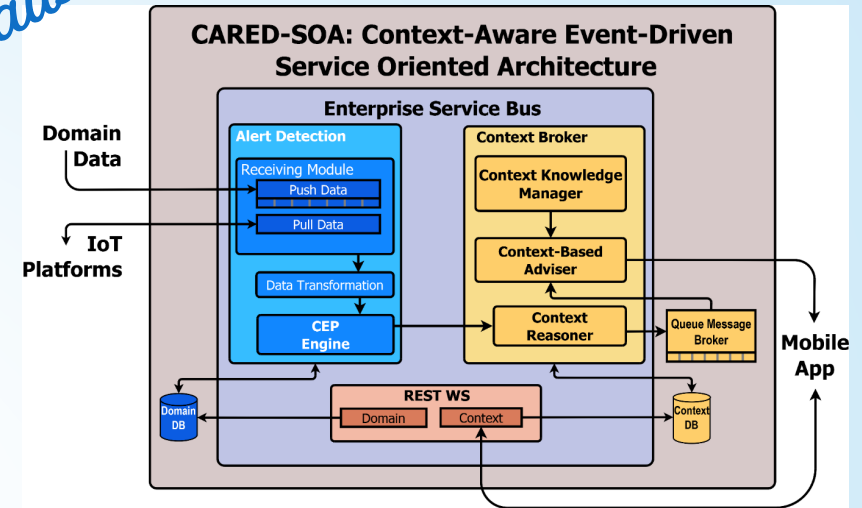 CARED-SOA: Context-Aware Event-Driven
Service Oriented Architecture
Enterprise Service Bus
Domain
Data
IoT
Platforms
Alert Detection
Receiving Module
Push Data
Pull Data
Data Transformation
CEP
Engine
Context Broker
Context Knowledge
Manager
Context-Based
Adviser
Context
Reasoner
Queue Message
Broker
Mobile
App
REST WS
Domain
Context
Domain
DB
Context
DB